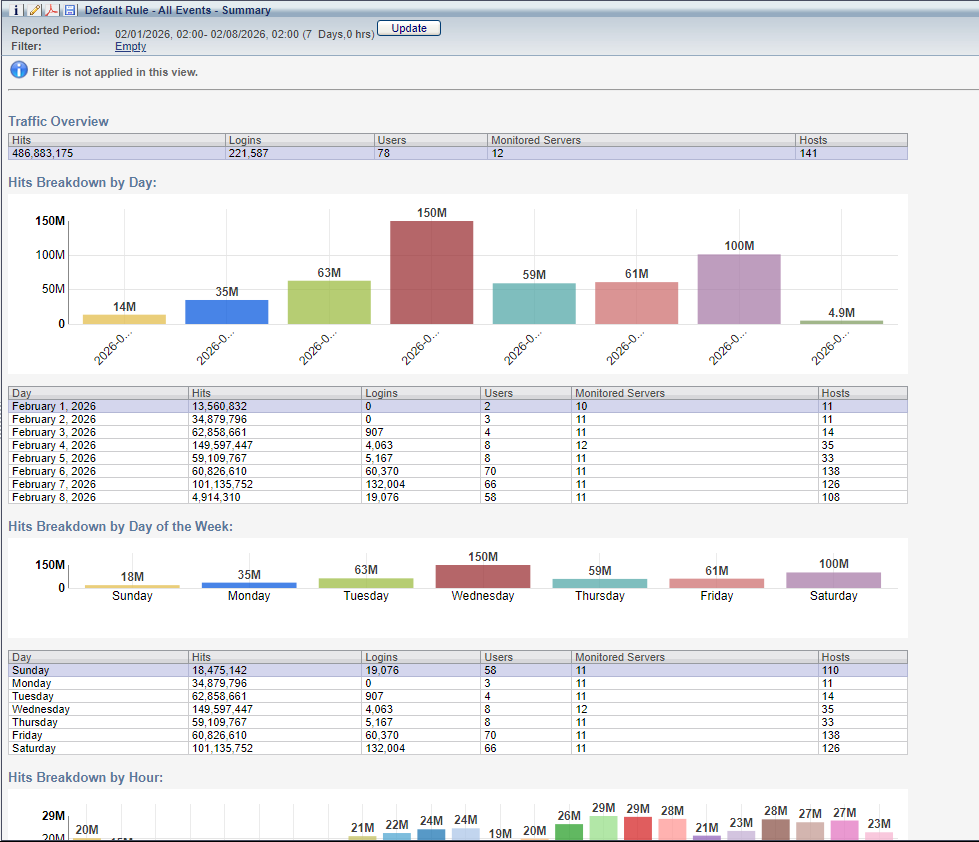 Default Rule - All Events - Summary
Reported Period: 02/01/2026, 02:00- 02/08/2026, 02:00 (7 Days,0 hrs) Update
Filter: Empty
Filter is not applied in this view.
Traffic Overview
Hits Logins Users Monitored Servers Hosts
486,883,175 221,587 78 12 141
Hits Breakdown by Day:
150M
100M
50M
0
14M 35M 63M 150M 59M 61M 100M 4.9M
2026-0... 2026-0... 2026-0... 2026-0... 2026-0... 2026-0... 2026-0... 2026-0...
Day Hits Logins Users Monitored Servers Hosts
February 1, 2026 13,560,832 0 2 10 11
February 2, 2026 34,879,796 0 3 11 11
February 3, 2026 62,858,661 907 4 11 14
February 4, 2026 149,597,447 4,063 8 12 35
February 5, 2026 59,109,767 5,167 8 11 33
February 6, 2026 60,826,610 60,370 70 11 138
February 7, 2026 101,135,752 132,004 66 11 126
February 8, 2026 4,914,310 19,076 58 11 108
Hits Breakdown by Day of the Week:
150M
0
18M 35M 63M 150M 59M 61M 100M
Sunday Monday Tuesday Wednesday Thursday Friday Saturday
Day Hits Logins Users Monitored Servers Hosts
Sunday 18,475,142 19,076 58 11 110
Monday 34,879,796 0 3 11 11
Tuesday 62,858,661 907 4 11 14
Wednesday 149,597,447 4,063 8 12 35
Thursday 59,109,767 5,167 8 11 33
Friday 60,826,610 60,370 70 11 138
Saturday 101,135,752 132,004 66 11 126
Hits Breakdown by Hour:
29M
20M
20M 21M 22M 24M 24M 19M 20M 26M 29M 29M 28M 21M 23M 28M 27M 27M 23M